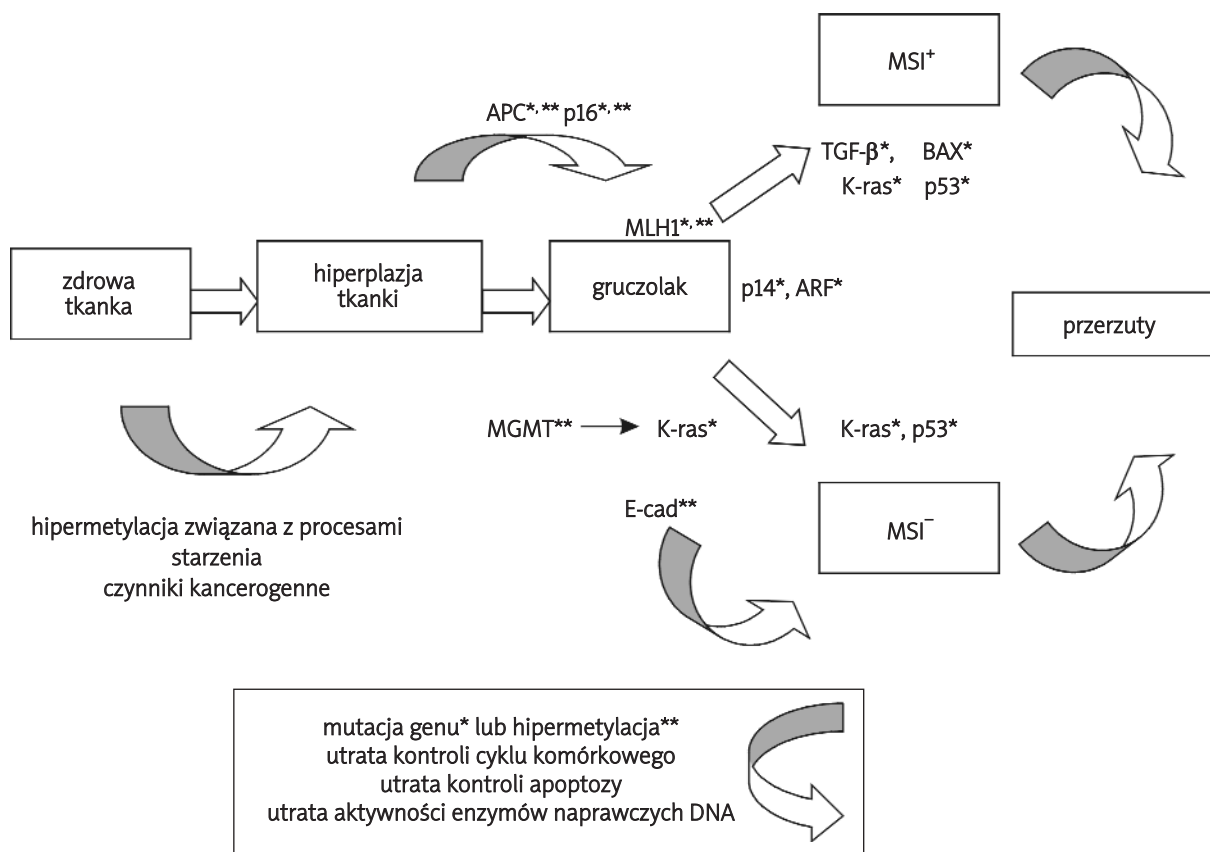 MSI⁺
APC*,** p16*,**
TGF-β*, BAX*
K-ras* p53*
MLH1*,**
zdrowa
tkanka
hiperplazja
tkanki
gruczolak
p14*, ARF*
przerzuty
MGMT** → K-ras*
K-ras*, p53*
E-cad**
MSI⁻
hipermetylacja związana z procesami
starzenia
czynniki kancerogenne
mutacja genu* lub hipermetylacja**
utrata kontroli cyklu komórkowego
utrata kontroli apoptozy
utrata aktywności enzymów naprawczych DNA